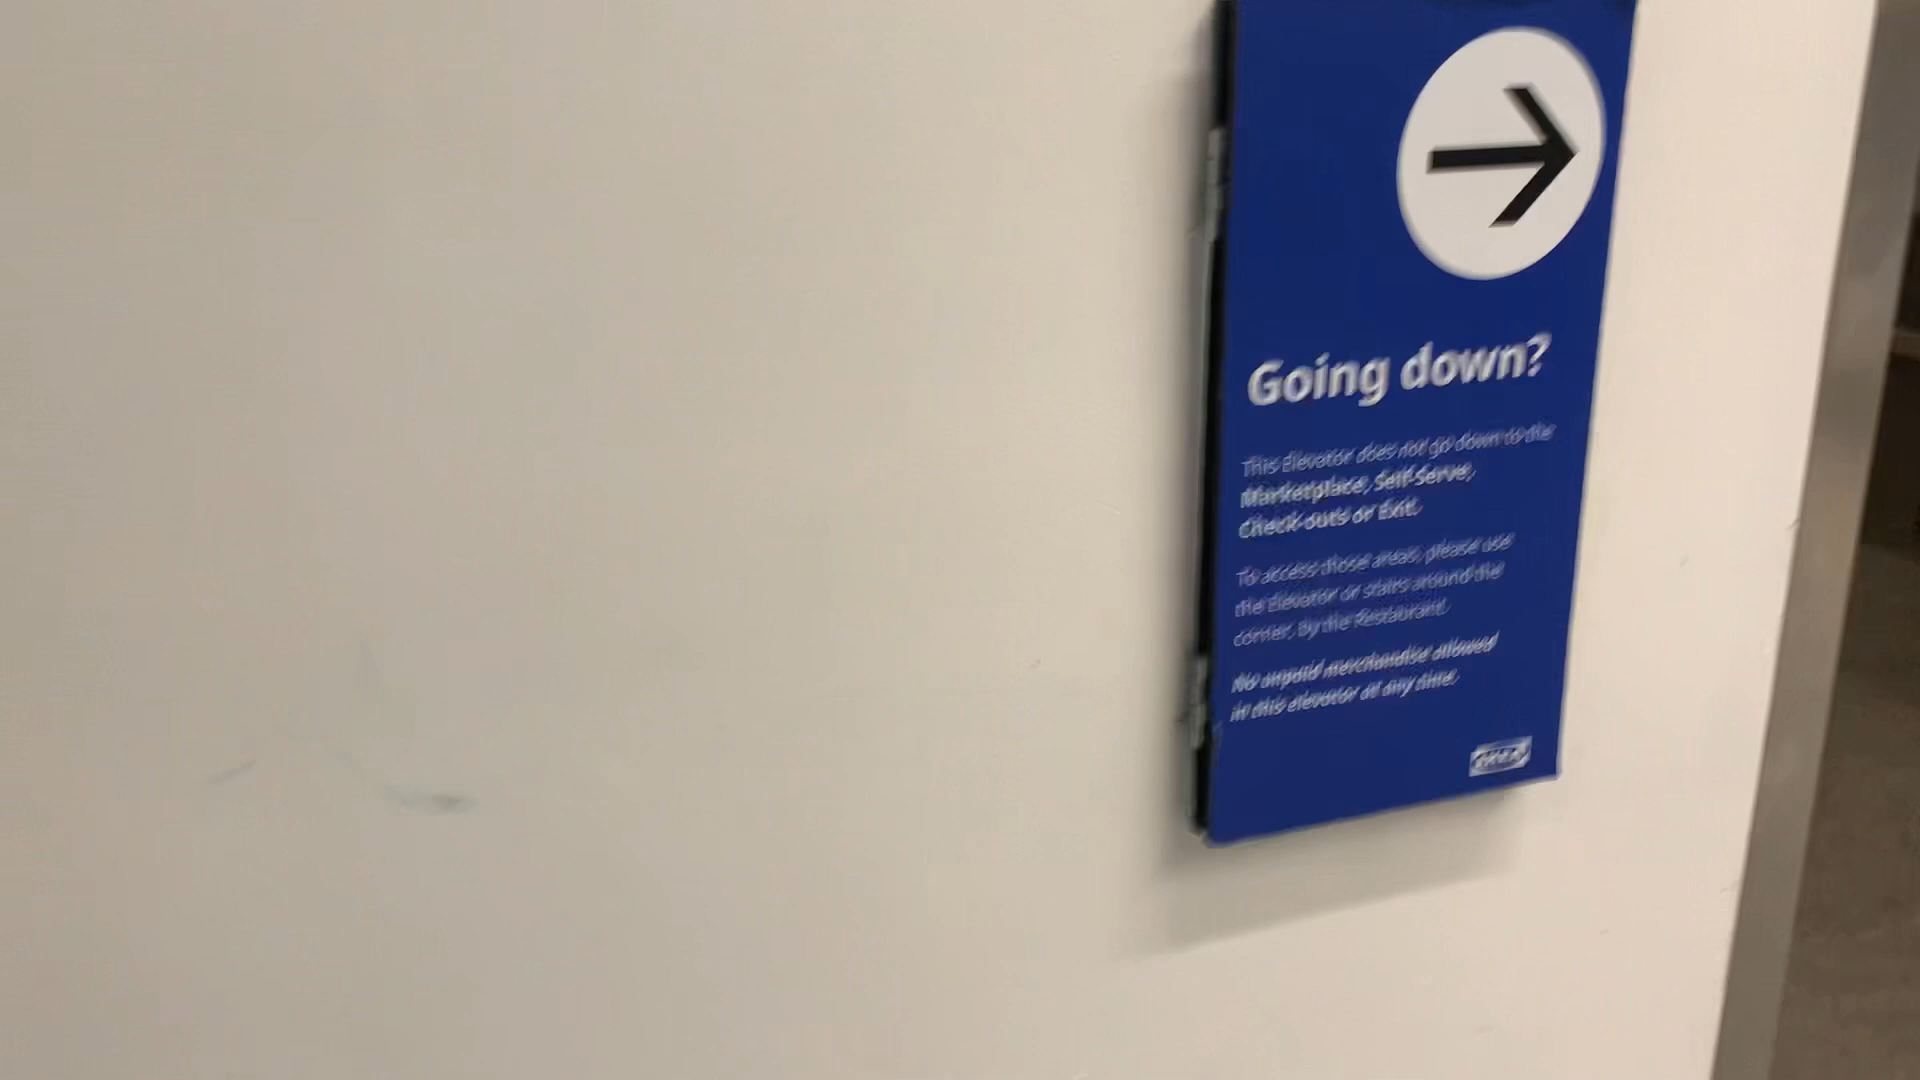 Going down?
This Elevator does not go down to the
Marketplace, Self-Serve,
Check-outs or Exit.
To access those areas, please use
the Elevator or stairs around the
corner, by the Restaurant.
No unpaid merchandise allowed
in this elevator at any time.
IKEA